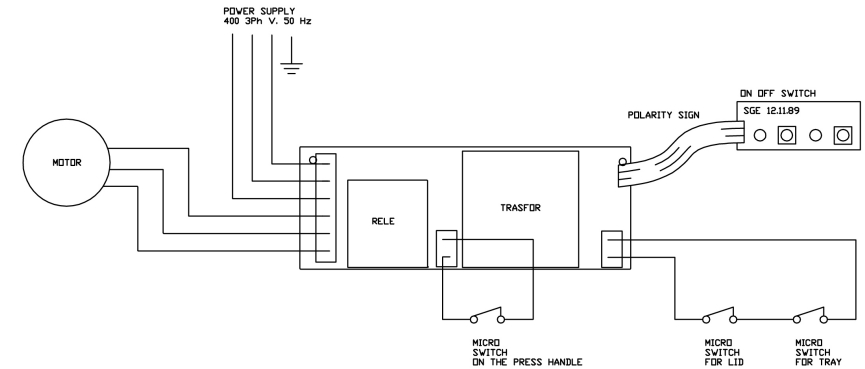 POWER SUPPLY
400 3Ph V. 50 Hz
ON OFF SWITCH
SGE 12.11.89
POLARITY SIGN
MOTOR
RELE
TRASFOR
MICRO
SWITCH
ON THE PRESS HANDLE
MICRO
SWITCH
FOR LID
MICRO
SWITCH
FOR TRAY